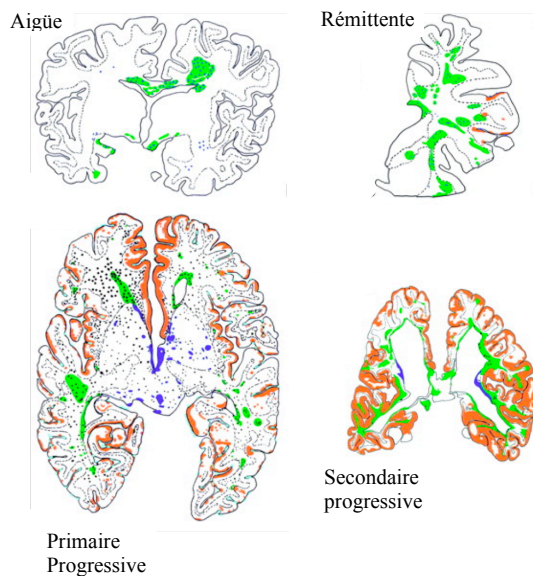 Aigüe
Rémittente
Secondaire
progressive
Primaire
Progressive